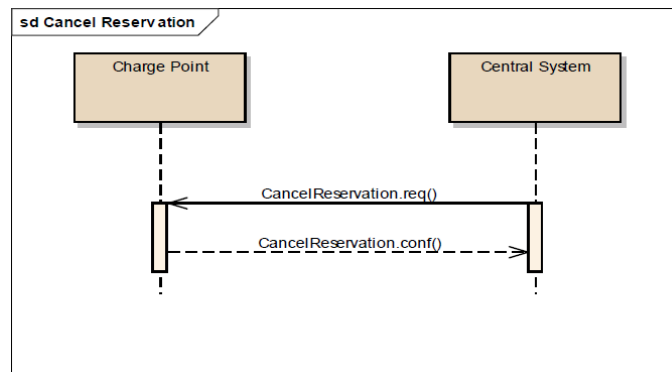 sd Cancel Reservation
Charge Point
Central System
CancelReservation.req()
CancelReservation.conf()